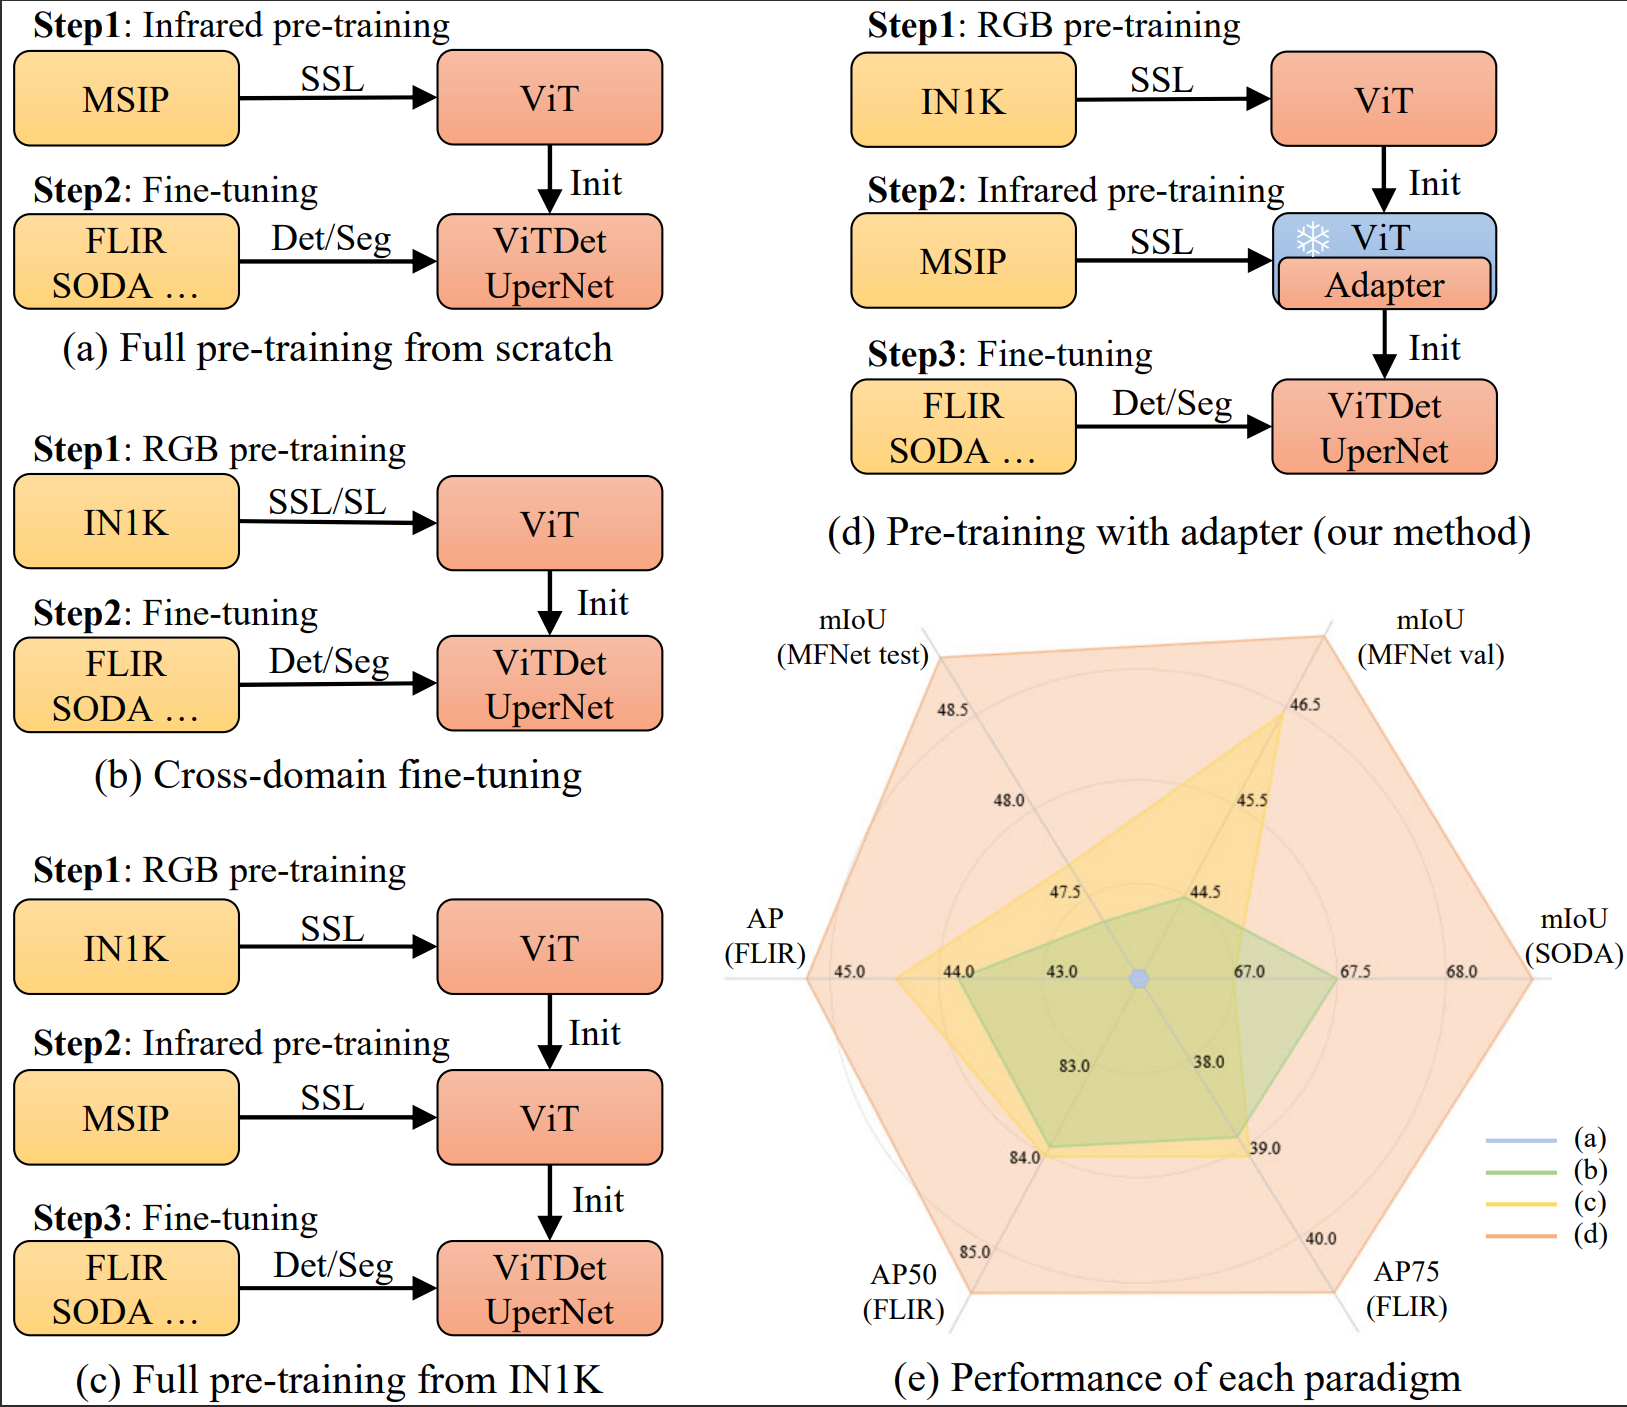 Step1: Infrared pre-training
MSIP
SSL
ViT
Init
Step2: Fine-tuning
FLIR
SODA …
Det/Seg
ViTDet
UperNet
(a) Full pre-training from scratch
Step1: RGB pre-training
IN1K
SSL/SL
ViT
Init
Step2: Fine-tuning
FLIR
SODA …
Det/Seg
ViTDet
UperNet
(b) Cross-domain fine-tuning
Step1: RGB pre-training
IN1K
SSL
ViT
Init
Step2: Infrared pre-training
MSIP
SSL
ViT
Init
Step3: Fine-tuning
FLIR
SODA …
Det/Seg
ViTDet
UperNet
(c) Full pre-training from IN1K
Step1: RGB pre-training
IN1K
SSL
ViT
Init
Step2: Infrared pre-training
MSIP
SSL
ViT
Adapter
Init
Step3: Fine-tuning
FLIR
SODA …
Det/Seg
ViTDet
UperNet
(d) Pre-training with adapter (our method)
mIoU
(MFNet test)
mIoU
(MFNet val)
48.5
46.5
48.0
45.5
47.5
44.5
AP
(FLIR)
mIoU
(SODA)
45.0
44.0
43.0
67.0
67.5
68.0
83.0
38.0
84.0
39.0
85.0
40.0
AP50
(FLIR)
AP75
(FLIR)
(a)
(b)
(c)
(d)
(e) Performance of each paradigm